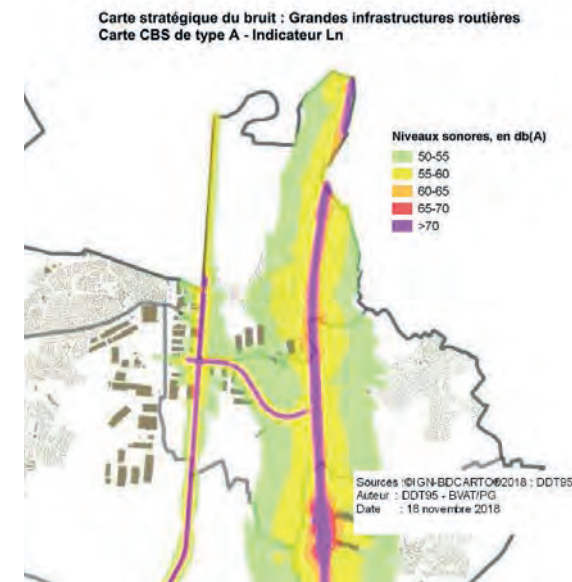 Carte stratégique du bruit : Grandes infrastructures routières
Carte CBS de type A - Indicateur Ln
Niveaux sonores, en db(A)
50-55
55-60
60-65
65-70
>70
Sources : ©IGN-BDCARTO®2018 : DDT95
Auteur : DDT95 - BVAT/PG
Date : 16 novembre 2018